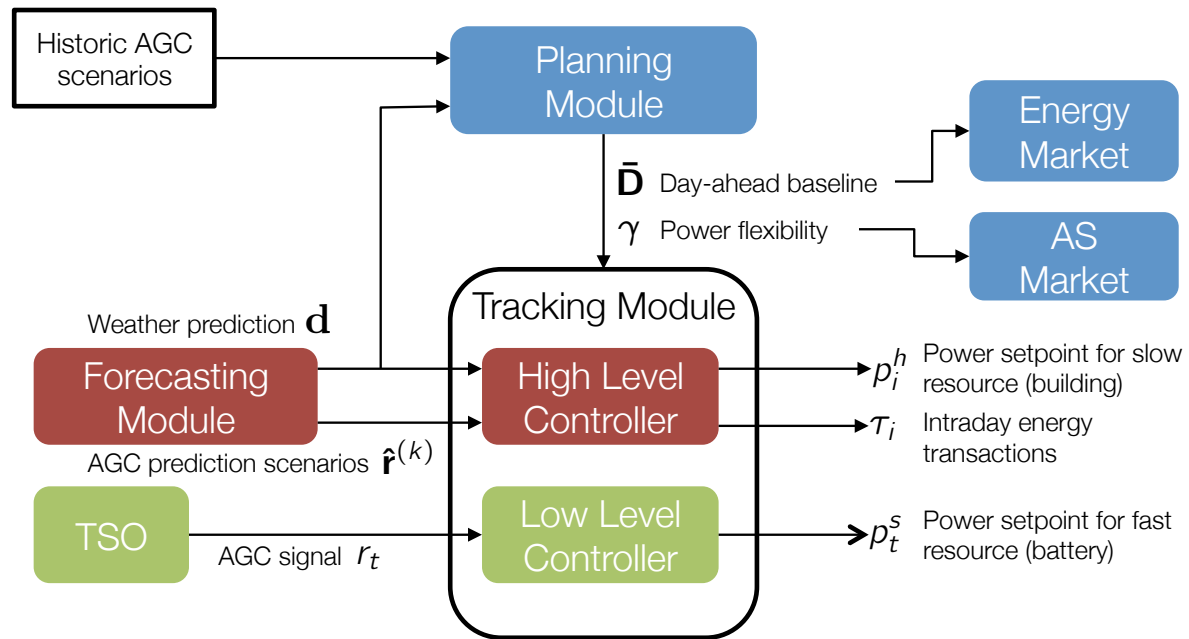 Historic AGC
scenarios
Planning
Module
Energy
Market
D̄ Day-ahead baseline
γ Power flexibility
AS
Market
Tracking Module
Weather prediction d
Forecasting
Module
High Level
Controller
p_i^h Power setpoint for slow
resource (building)
τ_i Intraday energy
transactions
AGC prediction scenarios r̂^(k)
TSO
AGC signal r_t
Low Level
Controller
p_t^s Power setpoint for fast
resource (battery)